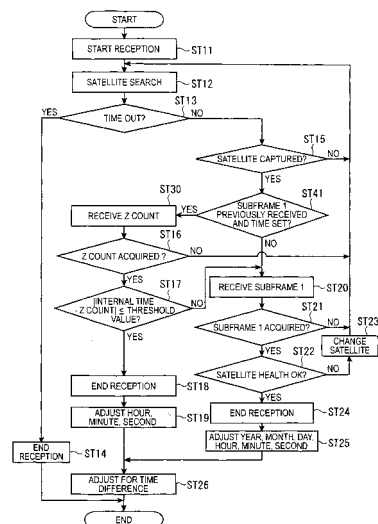 START
START RECEPTION
ST11
SATELLITE SEARCH
ST12
ST13
YES
TIME OUT?
NO
ST15
SATELLITE CAPTURED?
NO
YES
ST30
ST41
RECEIVE Z COUNT
YES
SUBFRAME 1
PREVIOUSLY RECEIVED
AND TIME SET?
ST16
NO
Z COUNT ACQUIRED ?
NO
YES
ST17
RECEIVE SUBFRAME 1
ST20
|INTERNAL TIME
- Z COUNT| ≤ THRESHOLD
VALUE?
NO
ST21
SUBFRAME 1 ACQUIRED?
NO
ST23
YES
YES
ST22
CHANGE
SATELLITE
SATELLITE HEALTH OK?
NO
END RECEPTION
ST18
YES
END RECEPTION
ST24
ADJUST HOUR,
MINUTE, SECOND
ST19
ADJUST YEAR, MONTH, DAY,
HOUR, MINUTE, SECOND
ST25
END
RECEPTION
ST14
ADJUST FOR TIME
DIFFERENCE
ST26
END